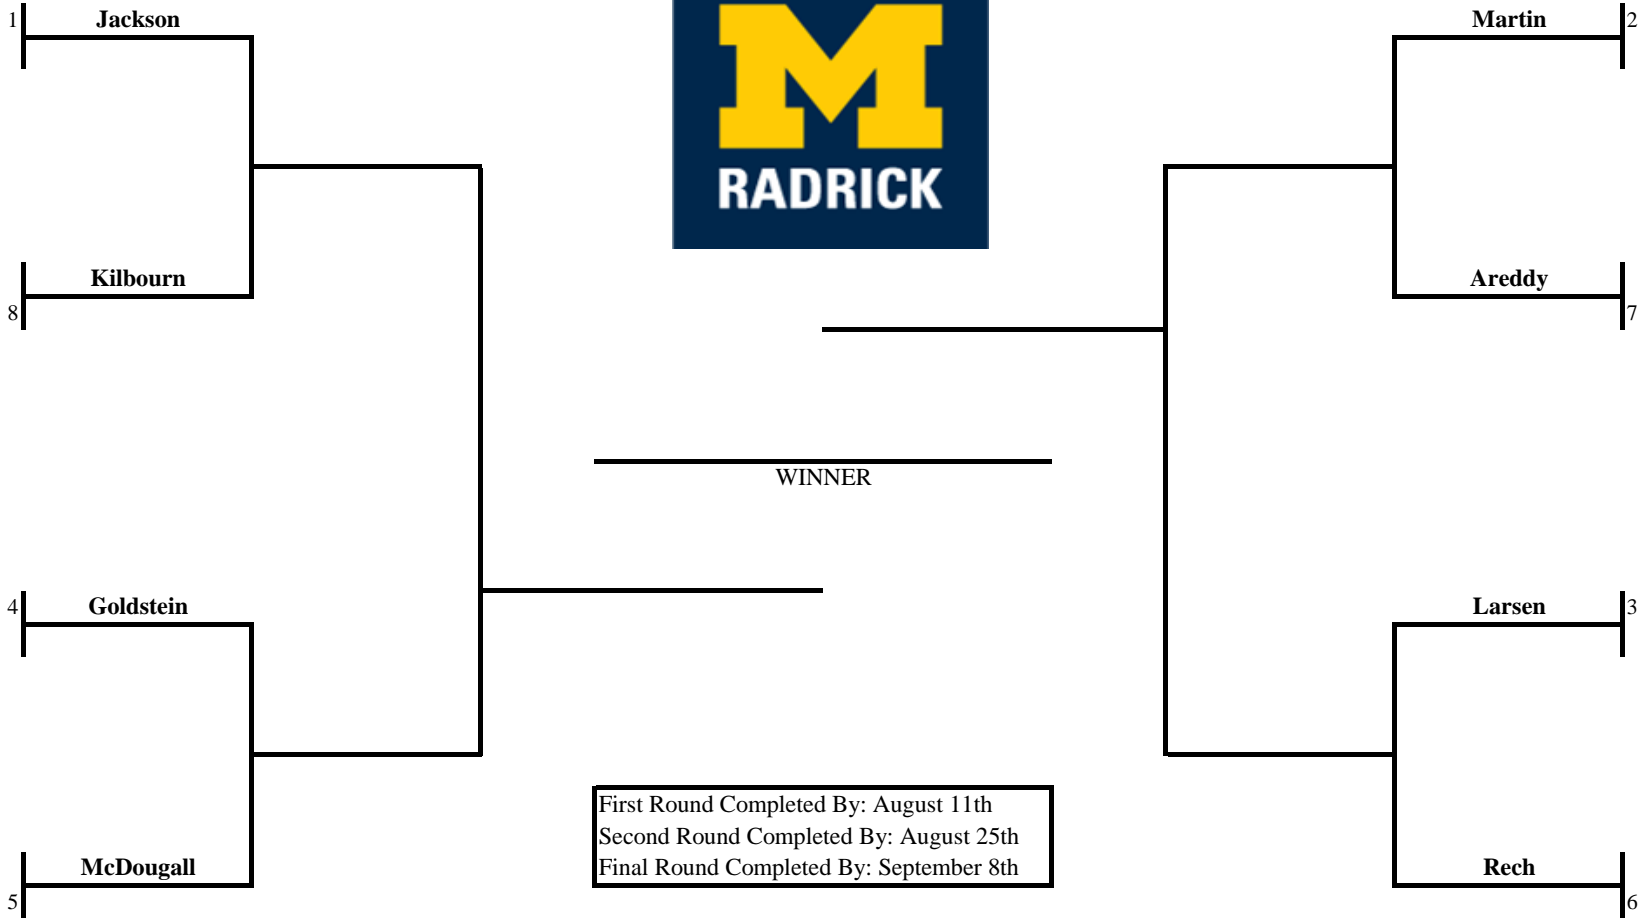 1 Jackson
Martin 2
M
RADRICK
Kilbourn
8
Areddy
7
WINNER
4 Goldstein
Larsen 3
First Round Completed By: August 11th
Second Round Completed By: August 25th
Final Round Completed By: September 8th
McDougall
5
Rech
6